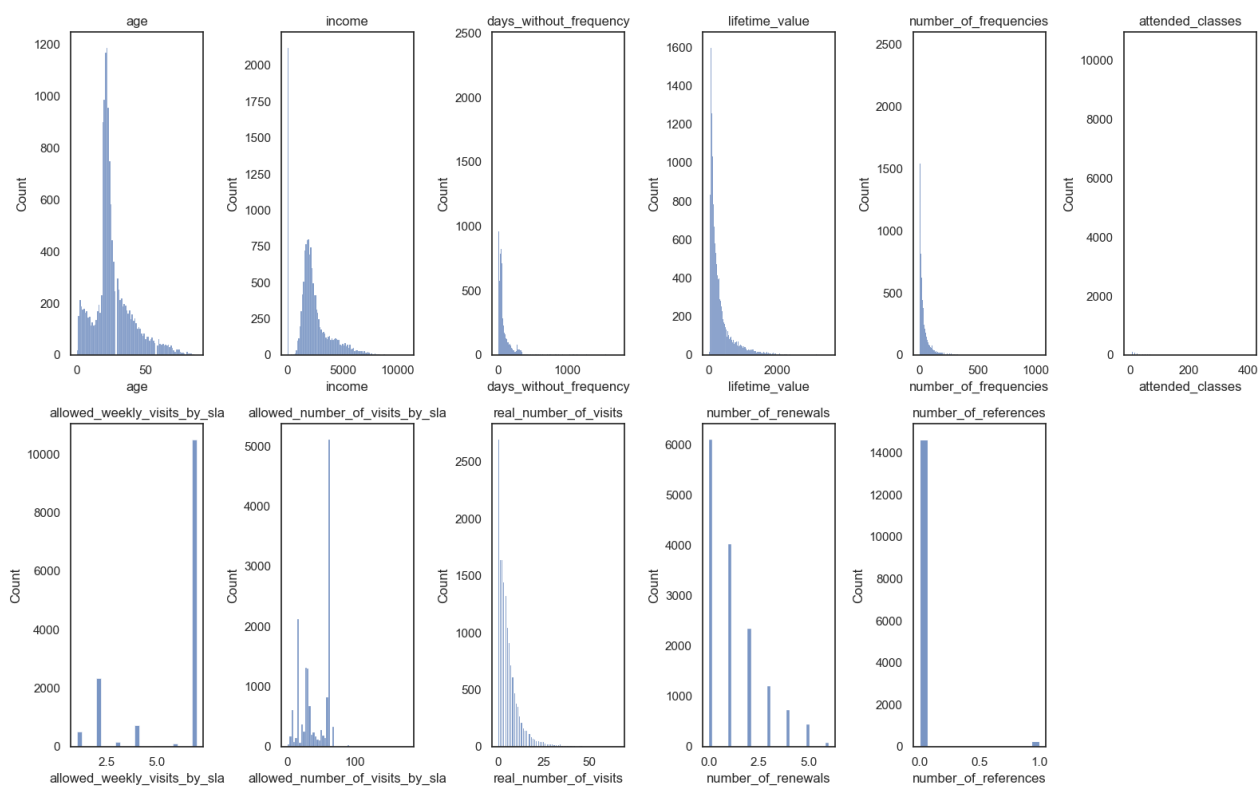 age income days_without_frequency lifetime_value number_of_frequencies attended_classes
1200 1000 800 600 400 200 0
Count
0 50
age
2000 1750 1500 1250 1000 750 500 250 0
Count
0 5000 10000
income
2500 2000 1500 1000 500 0
Count
0 1000
days_without_frequency
1600 1400 1200 1000 800 600 400 200 0
Count
0 2000
lifetime_value
2500 2000 1500 1000 500 0
Count
0 500 1000
number_of_frequencies
10000 8000 6000 4000 2000 0
Count
0 200 400
attended_classes
allowed_weekly_visits_by_sla allowed_number_of_visits_by_sla real_number_of_visits number_of_renewals number_of_references
10000 8000 6000 4000 2000 0
Count
2.5 5.0
allowed_weekly_visits_by_sla
5000 4000 3000 2000 1000 0
Count
0 100
allowed_number_of_visits_by_sla
2500 2000 1500 1000 500 0
Count
0 25 50
real_number_of_visits
6000 5000 4000 3000 2000 1000 0
Count
0.0 2.5 5.0
number_of_renewals
14000 12000 10000 8000 6000 4000 2000 0
Count
0.0 0.5 1.0
number_of_references